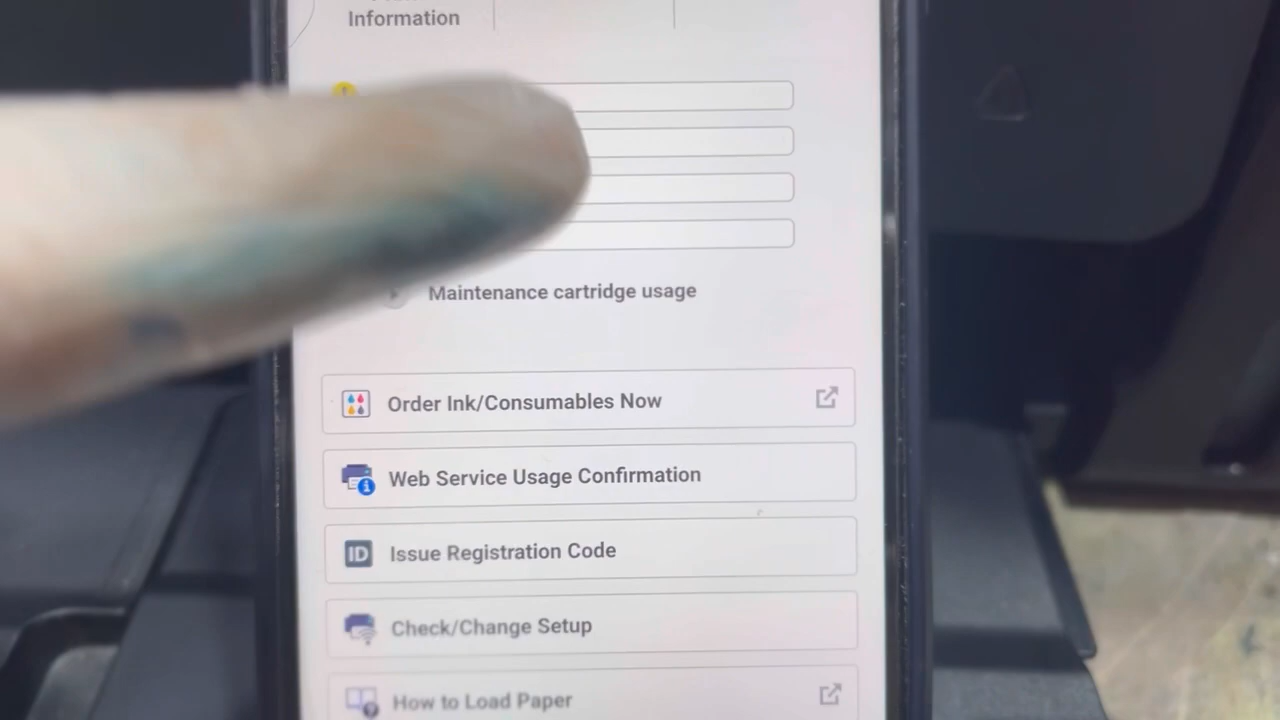 Information
Maintenance cartridge usage
Order Ink/Consumables Now
Web Service Usage Confirmation
ID
Issue Registration Code
Check/Change Setup
How to Load Paper